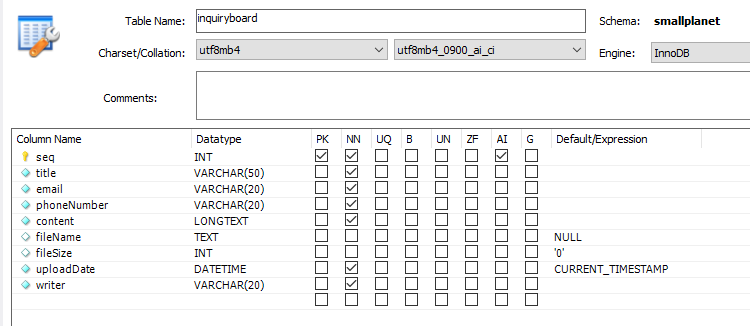 Table Name: inquiryboard Schema: smallplanet
Charset/Collation: utf8mb4 utf8mb4_0900_ai_ci Engine: InnoDB
Comments:
Column Name Datatype PK NN UQ B UN ZF AI G Default/Expression
seq INT
title VARCHAR(50)
email VARCHAR(20)
phoneNumber VARCHAR(20)
content LONGTEXT
fileName TEXT NULL
fileSize INT '0'
uploadDate DATETIME CURRENT_TIMESTAMP
writer VARCHAR(20)